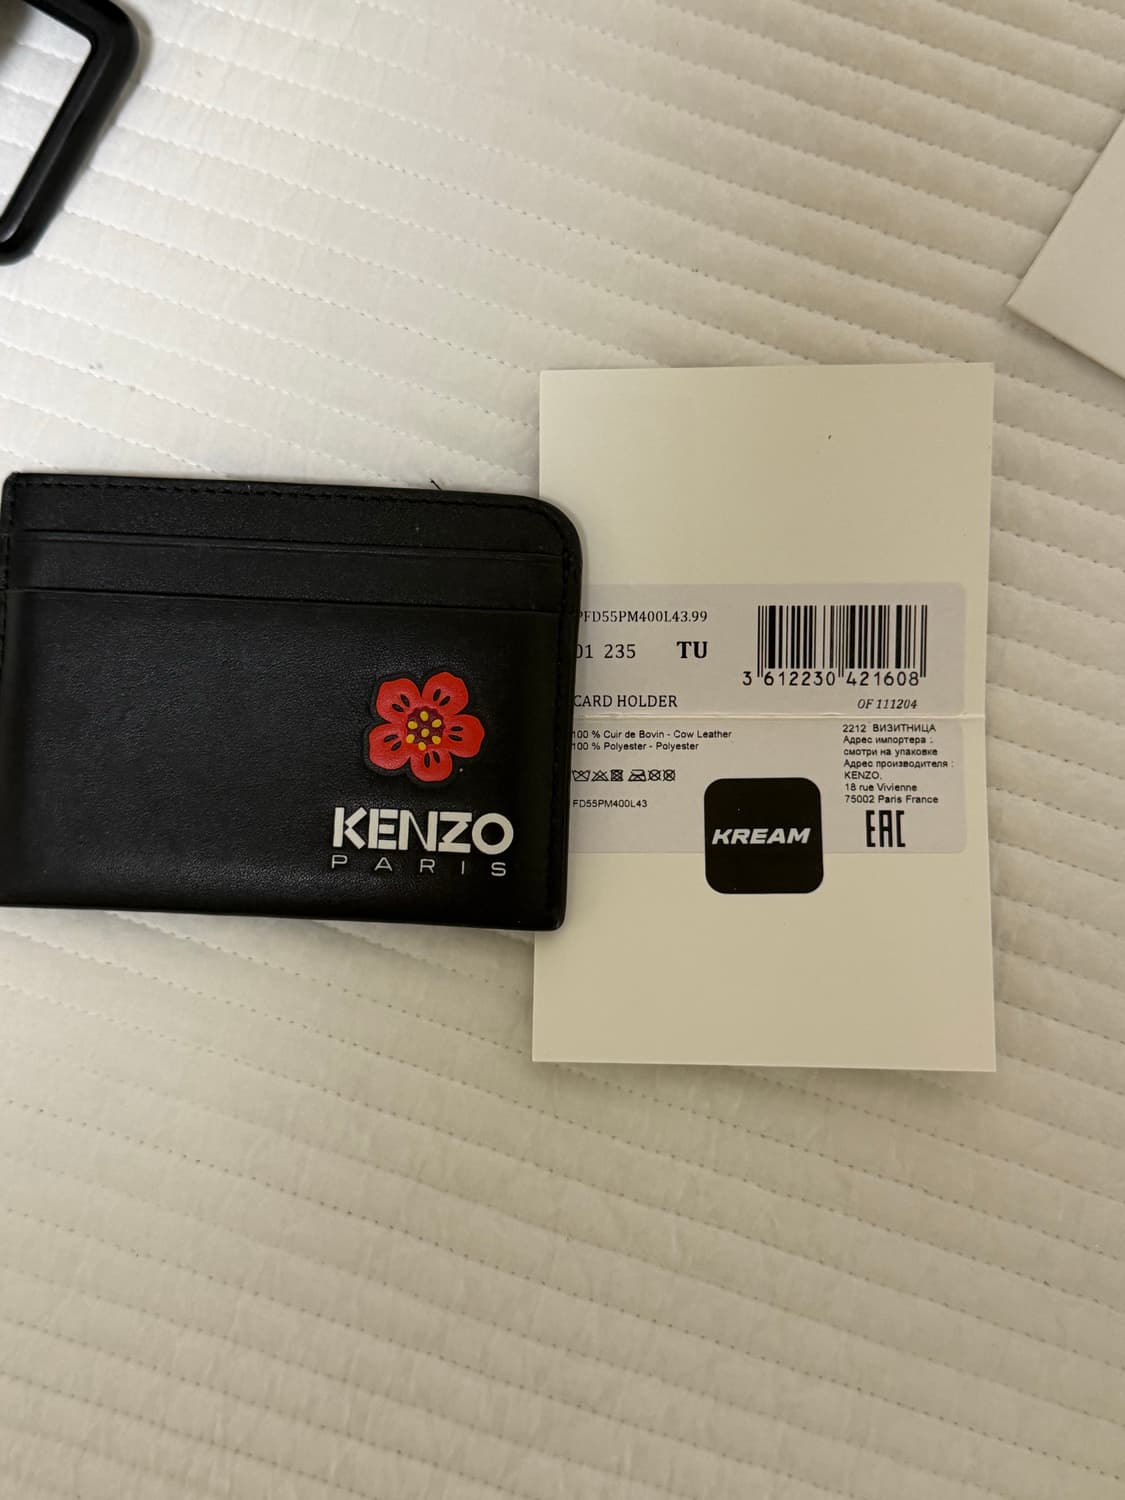 KENZO
PARIS
PFD55PM400L43.99
01 235 TU
3 612230 421608
CARD HOLDER
OF 111204
100 % Cuir de Bovin - Cow Leather
100 % Polyester - Polyester
FD55PM400L43
2212 ВИЗИТНИЦА
Адрес импортера :
смотри на упаковке
Адрес производителя :
KENZO,
18 rue Vivienne
75002 Paris France
EAC
KREAM